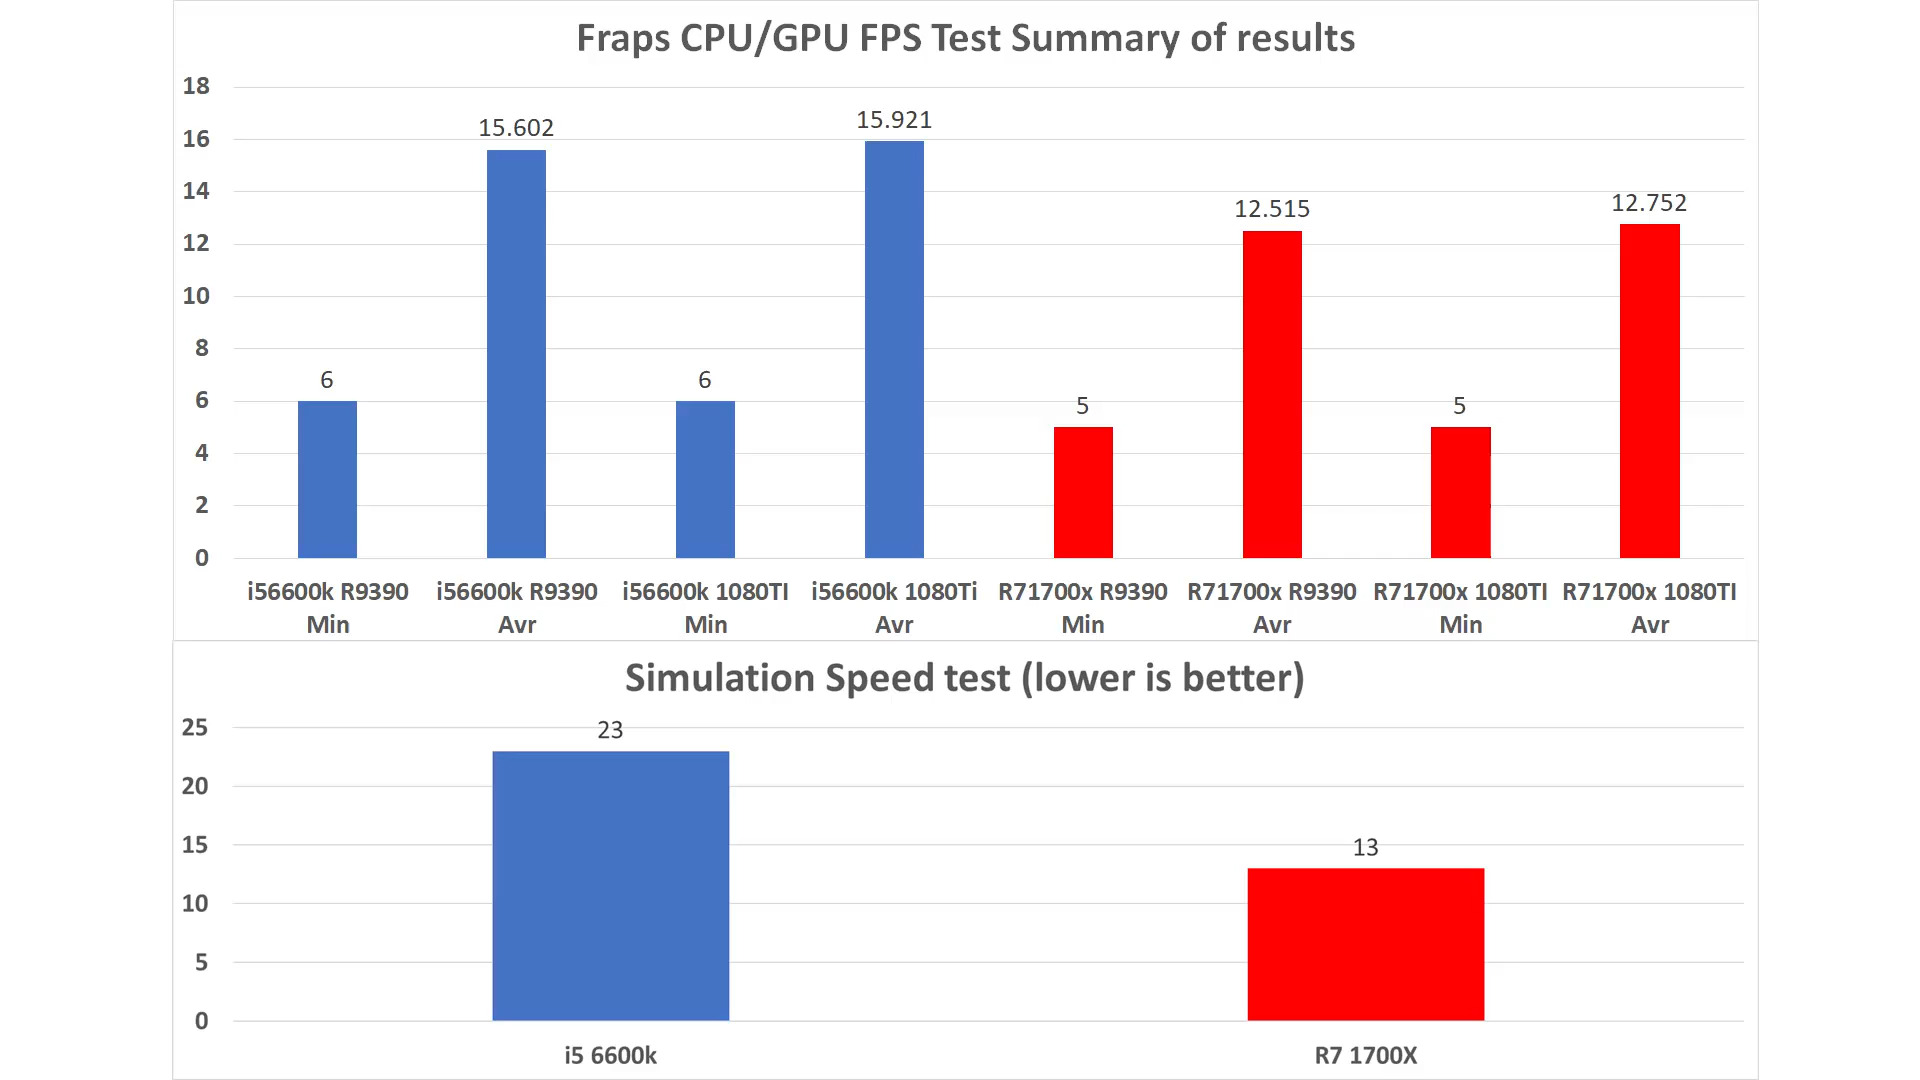 Fraps CPU/GPU FPS Test Summary of results
18
16
14
12
10
8
6
4
2
0
6
15.602
6
15.921
5
12.515
5
12.752
i56600k R9390 Min
i56600k R9390 Avr
i56600k 1080TI Min
i56600k 1080Ti Avr
R71700x R9390 Min
R71700x R9390 Avr
R71700x 1080TI Min
R71700x 1080TI Avr
Simulation Speed test (lower is better)
25
20
15
10
5
0
23
13
i5 6600k
R7 1700X